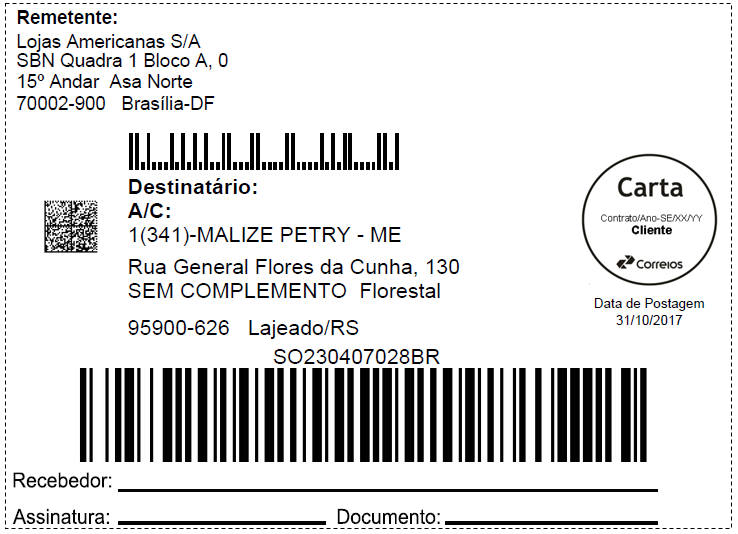 Remetente:
Lojas Americanas S/A
SBN Quadra 1 Bloco A, 0
15º Andar  Asa Norte
70002-900   Brasília-DF
Destinatário:
A/C:
1(341)-MALIZE PETRY - ME
Rua General Flores da Cunha, 130
SEM COMPLEMENTO  Florestal
95900-626   Lajeado/RS
Carta
Contrato/Ano-SE/XX/YY
Cliente
Correios
Data de Postagem
31/10/2017
SO230407028BR
Recebedor:
Assinatura: Documento: